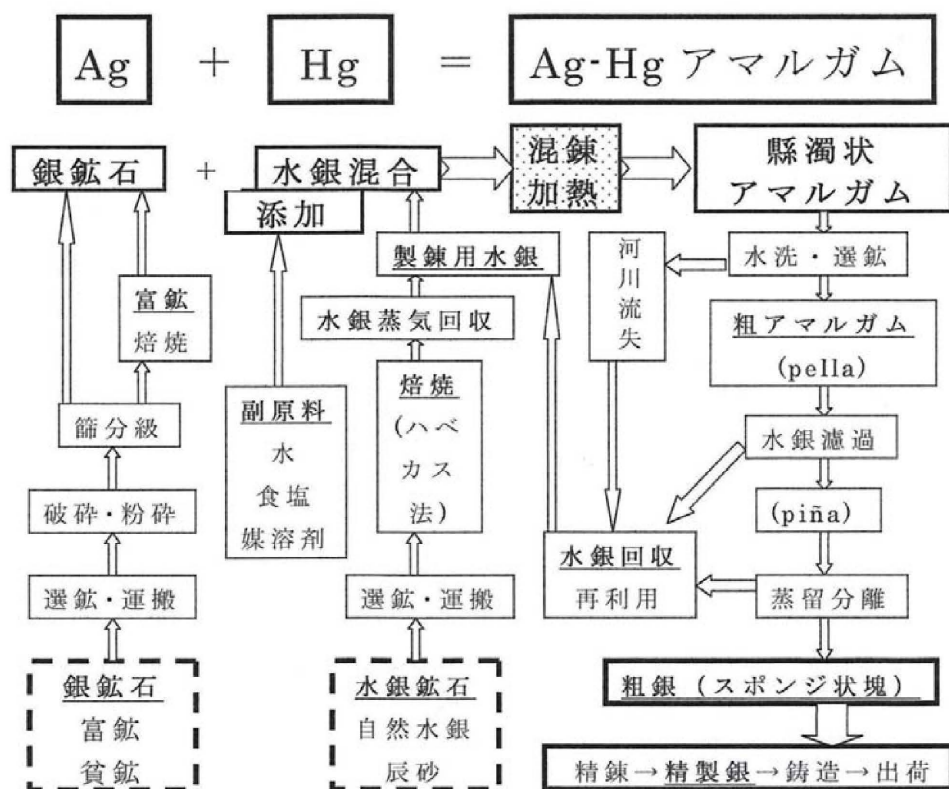 Ag + Hg = Ag-Hg アマルガム
銀鉱石 + 水銀混合
添加
混錬
加熱
縣濁状
アマルガム
富鉱
焙焼
篩分級
破砕・粉砕
選鉱・運搬
銀鉱石
富鉱
貧鉱
副原料
水
食塩
媒溶剤
製錬用水銀
水銀蒸気回収
焙焼
(ハベ
カス
法)
選鉱・運搬
水銀鉱石
自然水銀
辰砂
河川流失
水銀回収
再利用
水洗・選鉱
粗アマルガム
(pella)
水銀濾過
(piña)
蒸留分離
粗銀(スポンジ状塊)
精錬→精製銀→鋳造→出荷